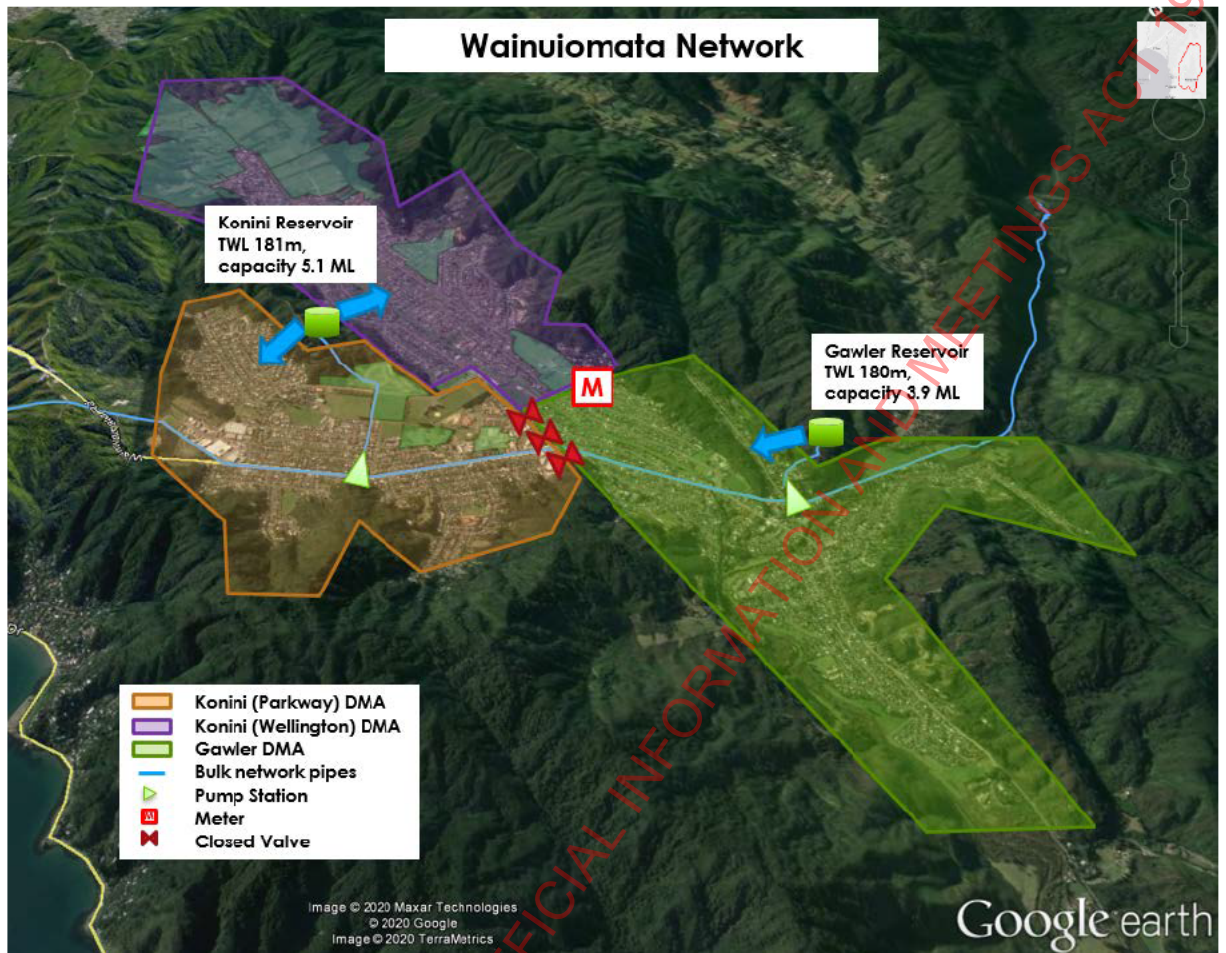 Wainuiomata Network
Konini Reservoir
TWL 181m,
capacity 5.1 ML
Gawler Reservoir
TWL 180m,
capacity 3.9 ML
M
Konini (Parkway) DMA
Konini (Wellington) DMA
Gawler DMA
Bulk network pipes
Pump Station
M
Meter
Closed Valve
Image © 2020 Maxar Technologies
© 2020 Google
Image © 2020 TerraMetrics
Google earth
FICIAL INFORMATION AND MEETINGS ACT 19